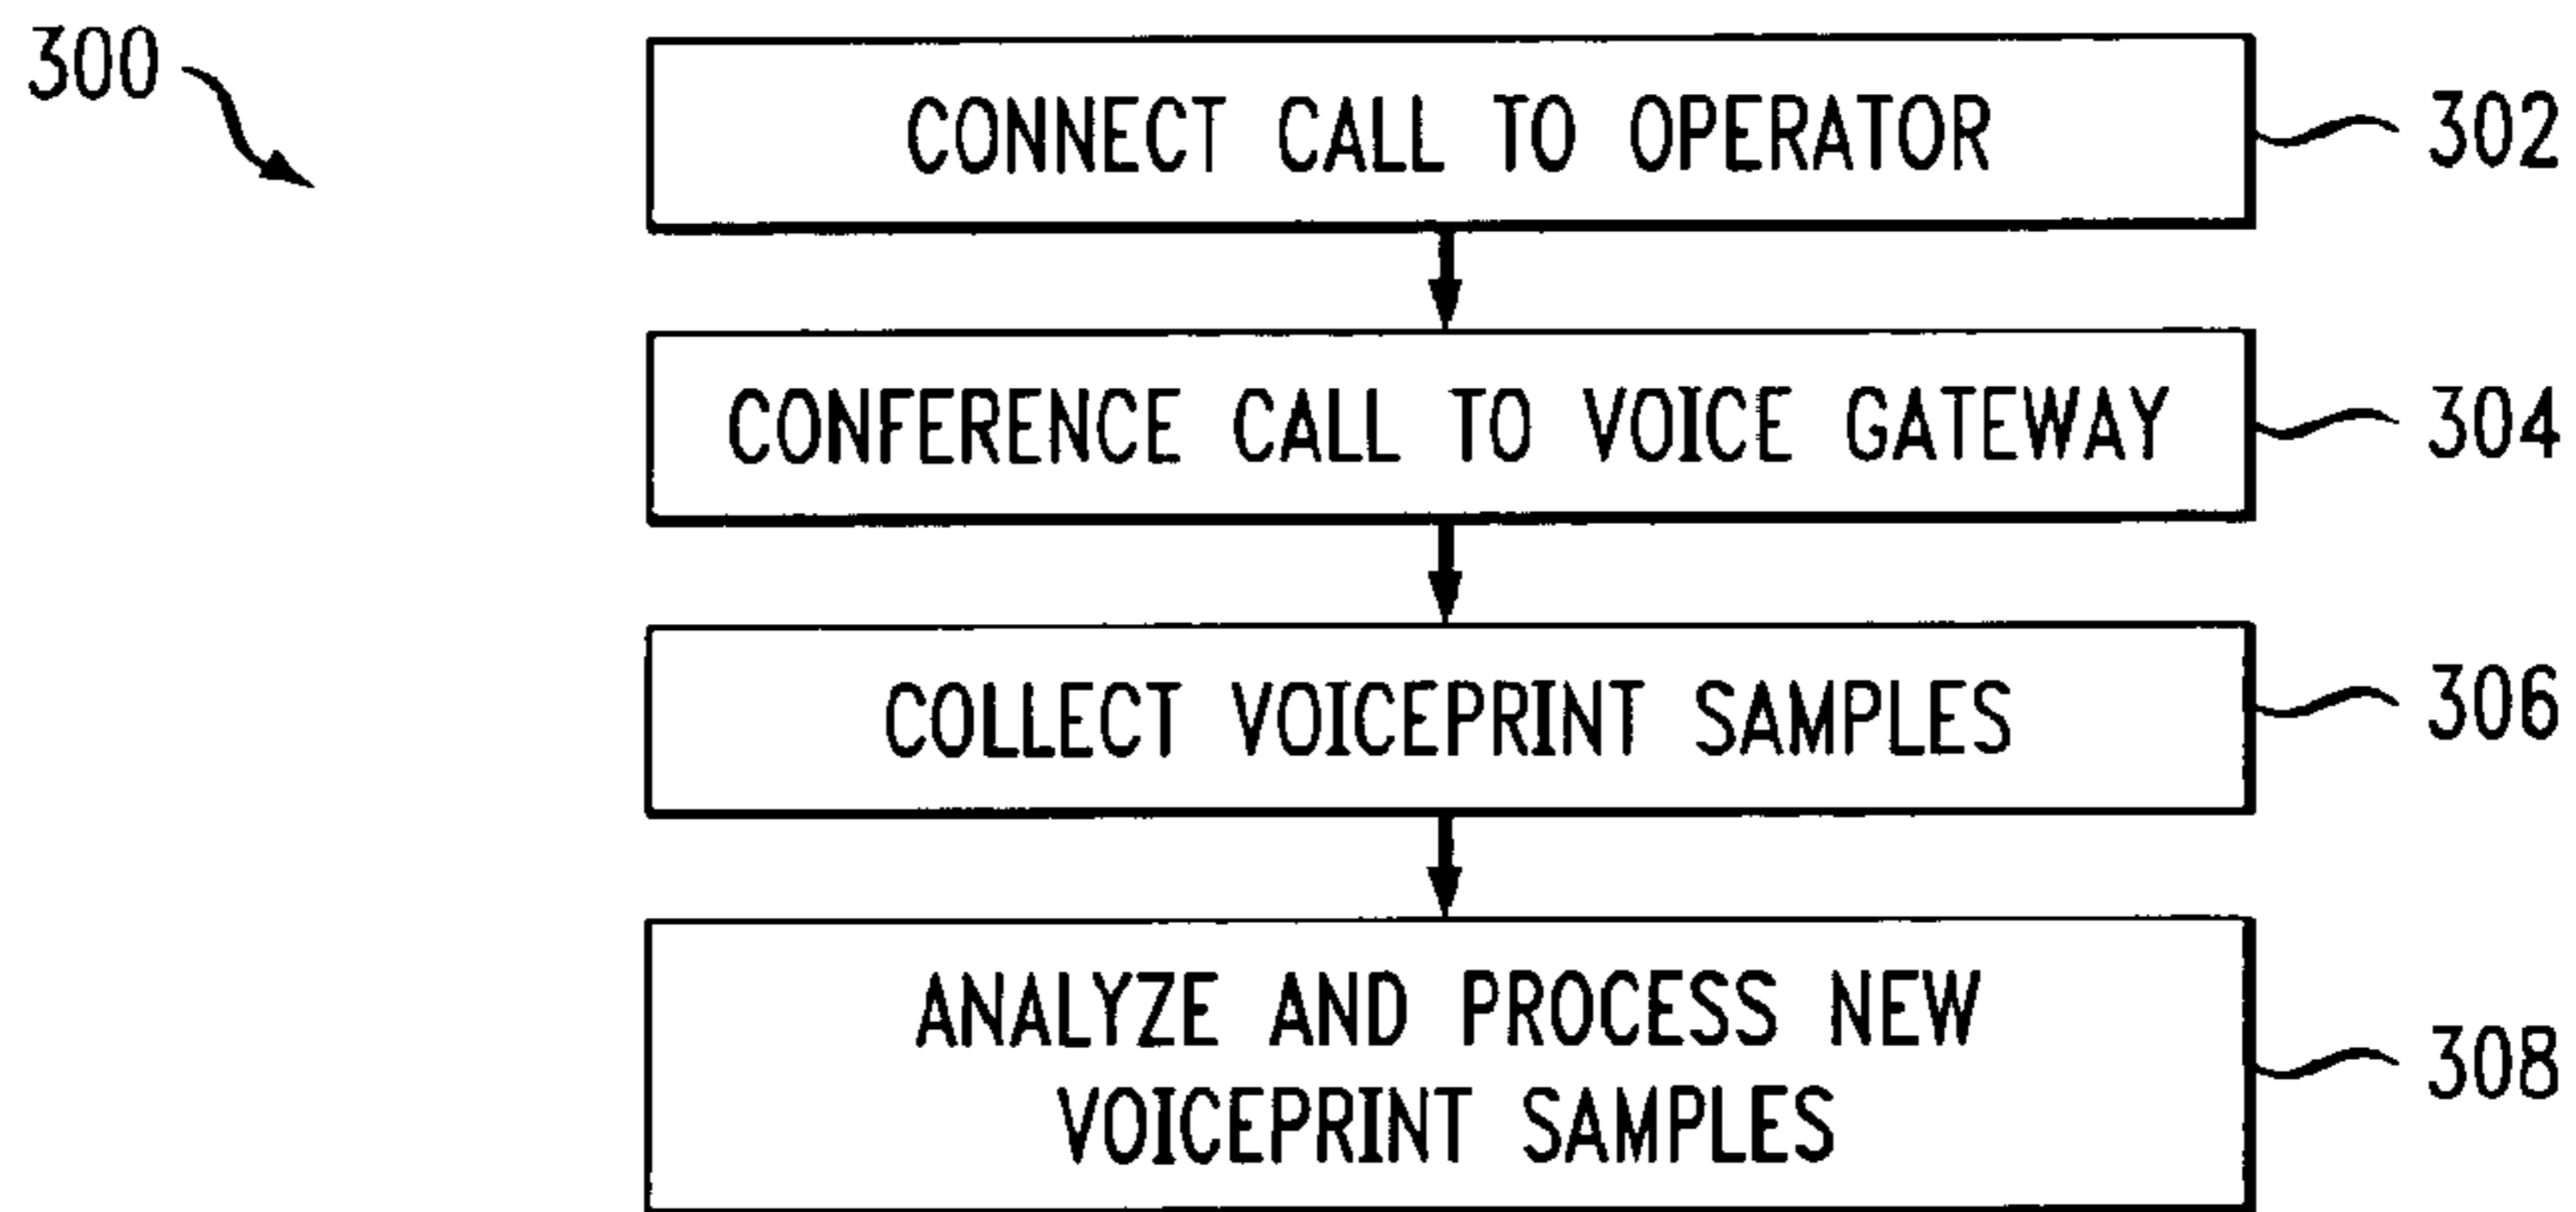 300
CONNECT CALL TO OPERATOR
302
CONFERENCE CALL TO VOICE GATEWAY
304
COLLECT VOICEPRINT SAMPLES
306
ANALYZE AND PROCESS NEW
VOICEPRINT SAMPLES
308